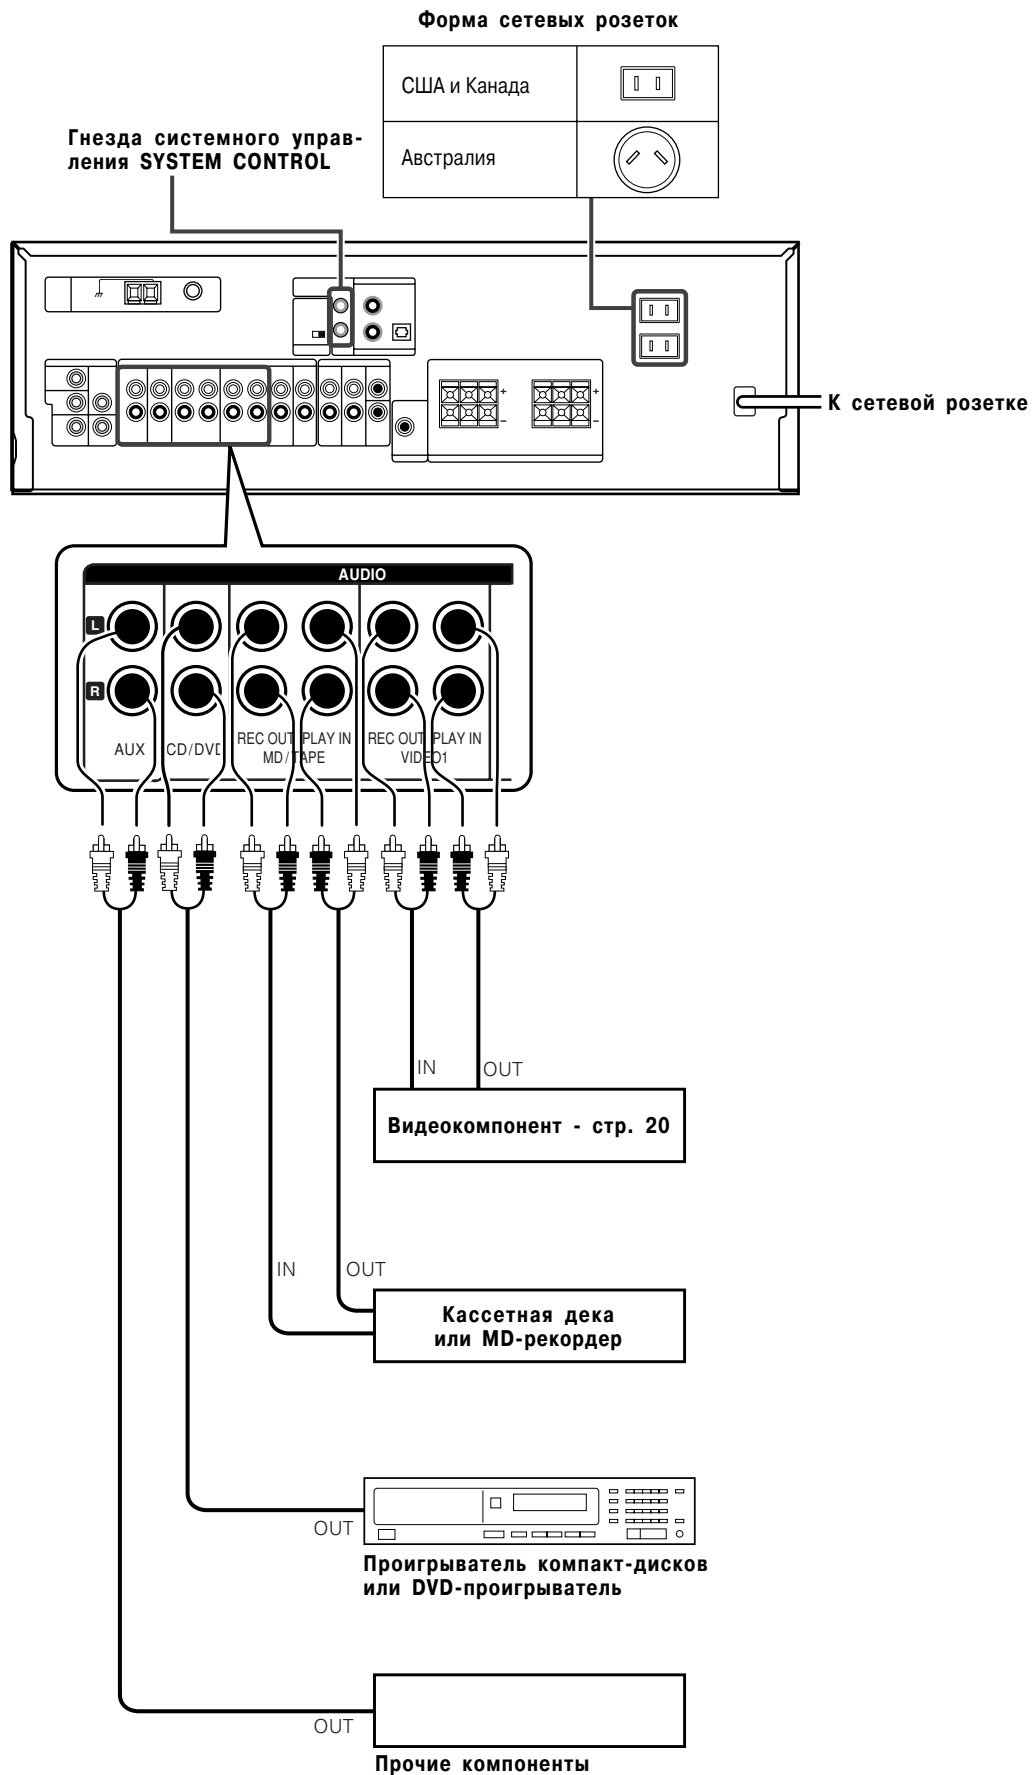 Форма сетевых розеток
США и Канада
Австралия
Гнезда системного управ-
ления SYSTEM CONTROL
+
+
–
–
К сетевой розетке
AUDIO
L
R
AUX
CD/DVD
REC OUT PLAY IN
MD / TAPE
REC OUT PLAY IN
VIDEO1
IN
OUT
Видеокомпонент - стр. 20
IN
OUT
Кассетная дека
или MD-рекордер
OUT
Проигрыватель компакт-дисков
или DVD-проигрыватель
OUT
Прочие компоненты